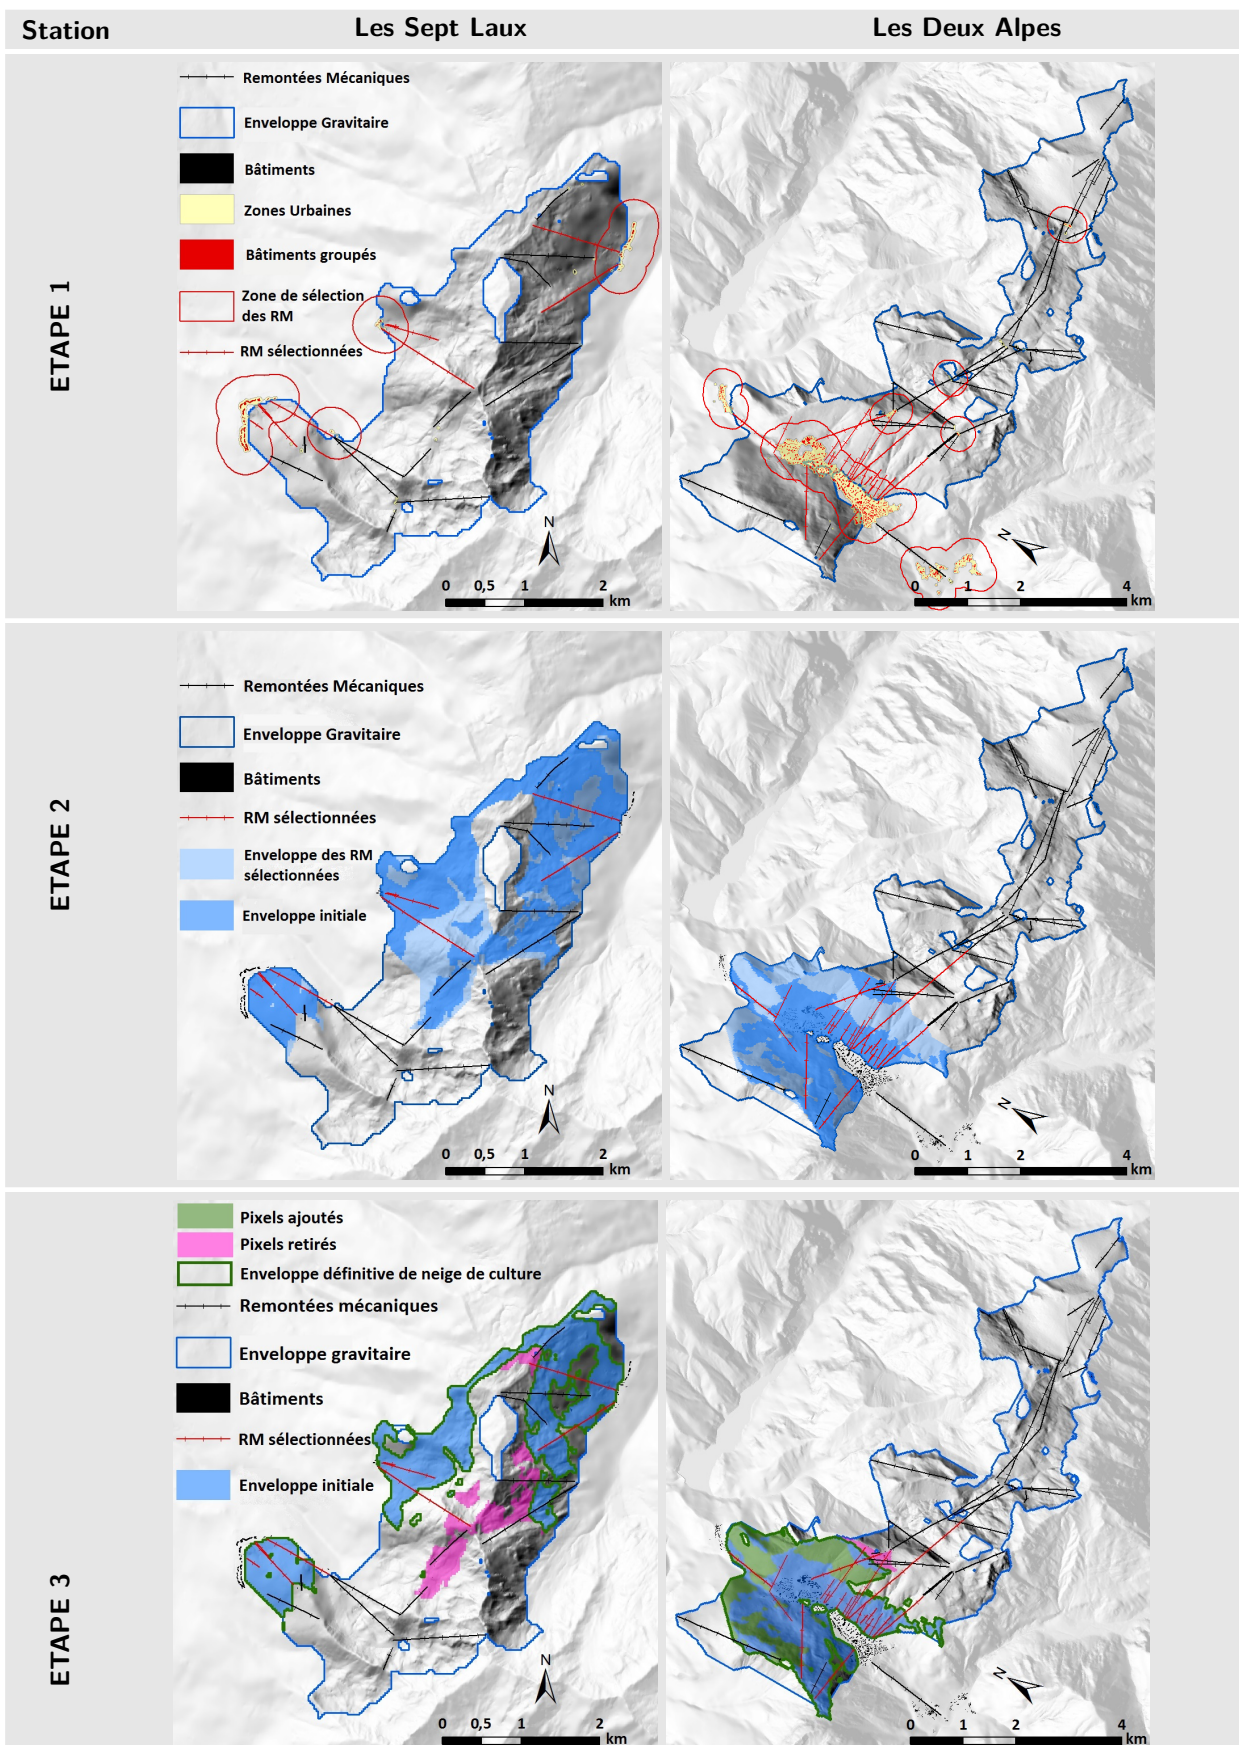 Station
Les Sept Laux
Les Deux Alpes
ETAPE 1
Remontées Mécaniques
Enveloppe Gravitaire
Bâtiments
Zones Urbaines
Bâtiments groupés
Zone de sélection
des RM
RM sélectionnées
N
0 0,5 1 2
km
N
0 1 2 4
km
ETAPE 2
Remontées Mécaniques
Enveloppe Gravitaire
Bâtiments
RM sélectionnées
Enveloppe des RM
sélectionnées
Enveloppe initiale
N
0 0,5 1 2
km
N
0 1 2 4
km
ETAPE 3
Pixels ajoutés
Pixels retirés
Enveloppe définitive de neige de culture
Remontées mécaniques
Enveloppe gravitaire
Bâtiments
RM sélectionnées
Enveloppe initiale
N
0 0,5 1 2
km
N
0 1 2 4
km